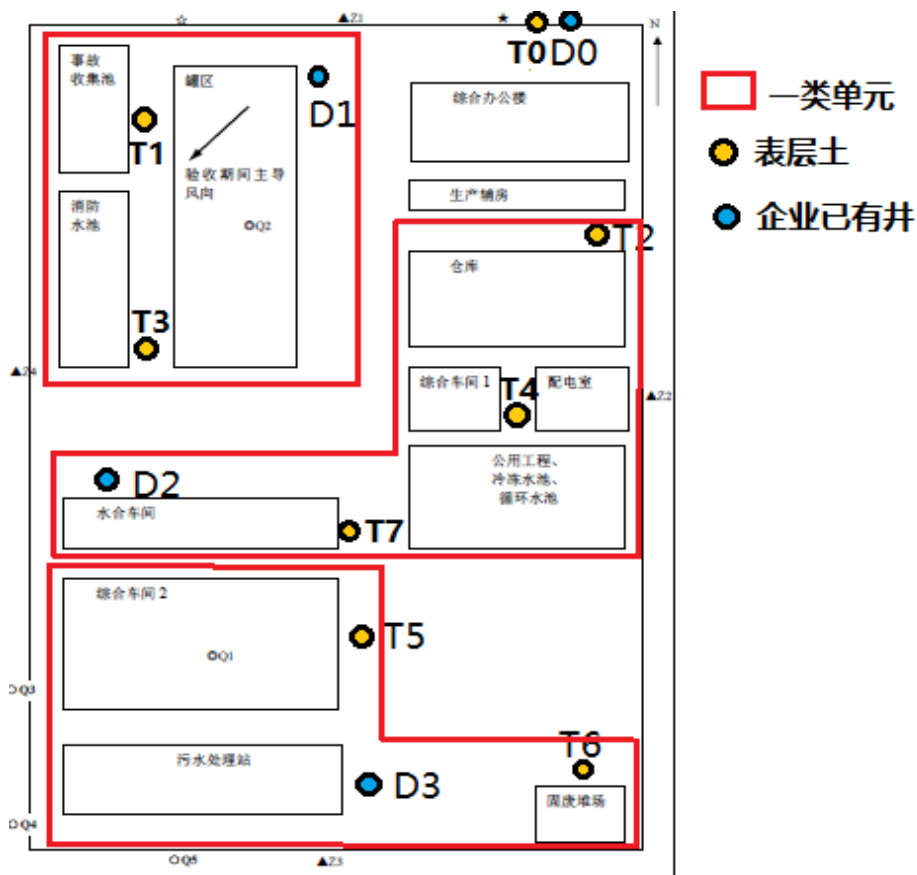 ☆
▲Z1
★
T0
D0
N
事故
收集池
罐区
D1
T1
综合办公楼
一类单元
表层土
企业已有井
验收期间主导
风向
生产辅房
消防
水池
Q2
T2
仓库
T3
▲Z4
综合车间1
T4
配电室
▲Z2
公用工程、
冷冻水池、
循环水池
D2
水合车间
T7
综合车间2
T5
Q1
Q3
污水处理站
T6
D3
固废堆场
Q4
Q5
▲Z3